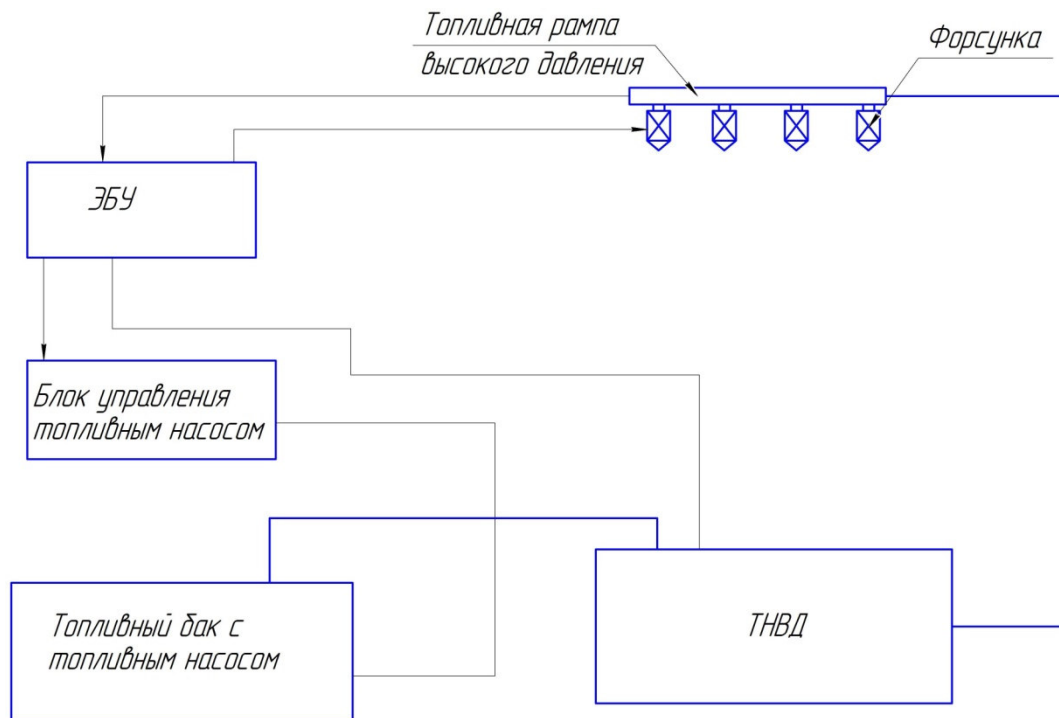 Топливная рампа
высокого давления
Форсунка
ЭБУ
Блок управления
топливным насосом
Топливный бак с
топливным насосом
ТНВД